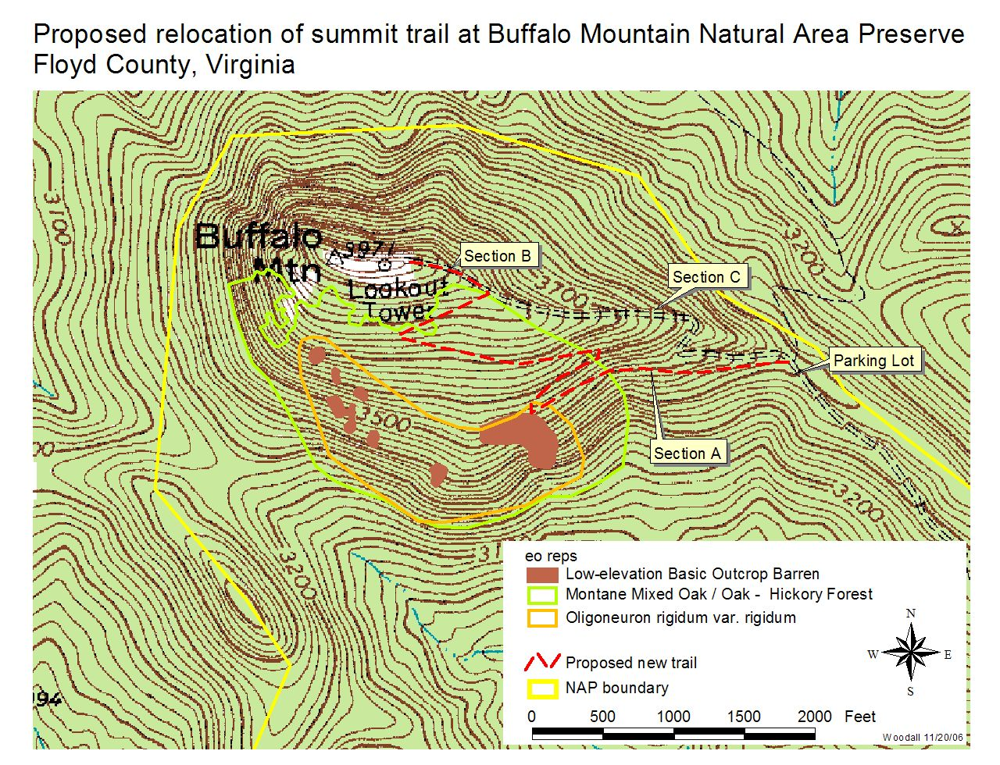 Proposed relocation of summit trail at Buffalo Mountain Natural Area Preserve
Floyd County, Virginia
3100
Buffalo
Mtn
3971
Lookout
Tower
Section B
3700
Section C
3200
Parking Lot
3500
Section A
3200
3200
eo reps
Low-elevation Basic Outcrop Barren
Montane Mixed Oak / Oak - Hickory Forest
Oligoneuron rigidum var. rigidum
Proposed new trail
NAP boundary
N
W
E
S
0 500 1000 1500 2000 Feet
Woodall 11/20/06